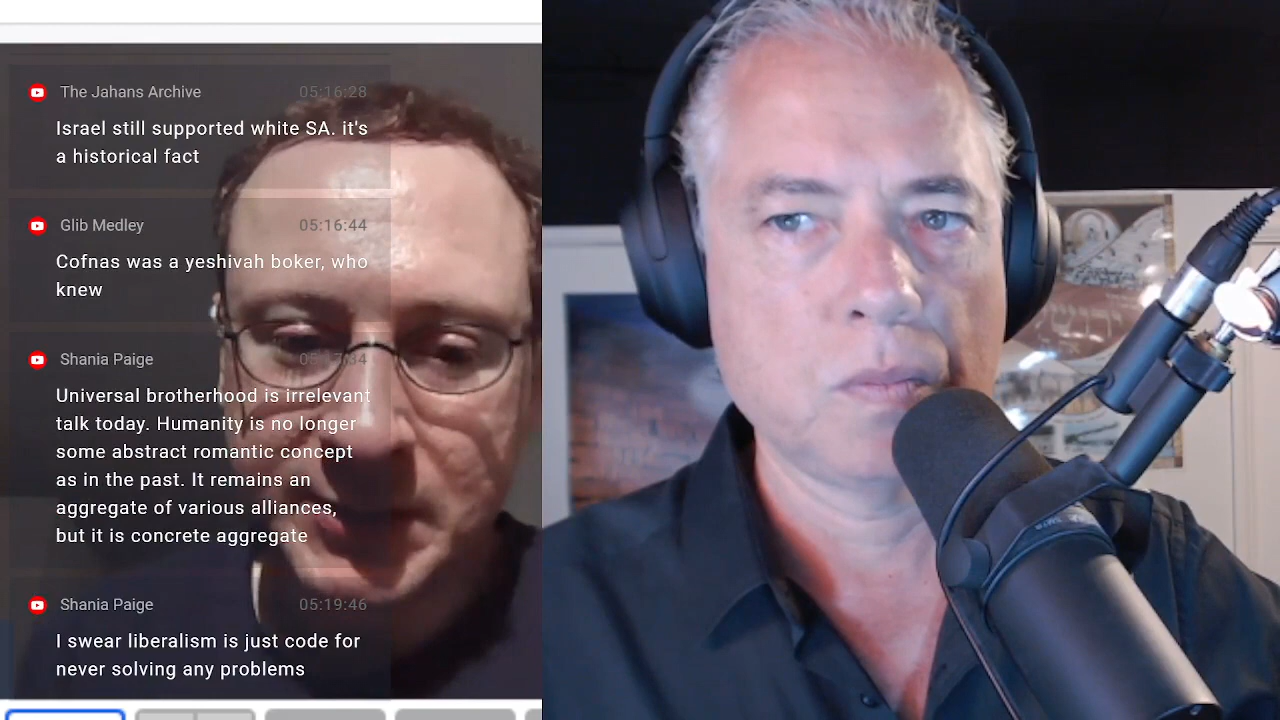 The Jahans Archive 05:16:28
Israel still supported white SA. it's
a historical fact
Glib Medley 05:16:44
Cofnas was a yeshivah boker, who
knew
Shania Paige
Universal brotherhood is irrelevant
talk today. Humanity is no longer
some abstract romantic concept
as in the past. It remains an
aggregate of various alliances,
but it is concrete aggregate
Shania Paige 05:19:46
I swear liberalism is just code for
never solving any problems